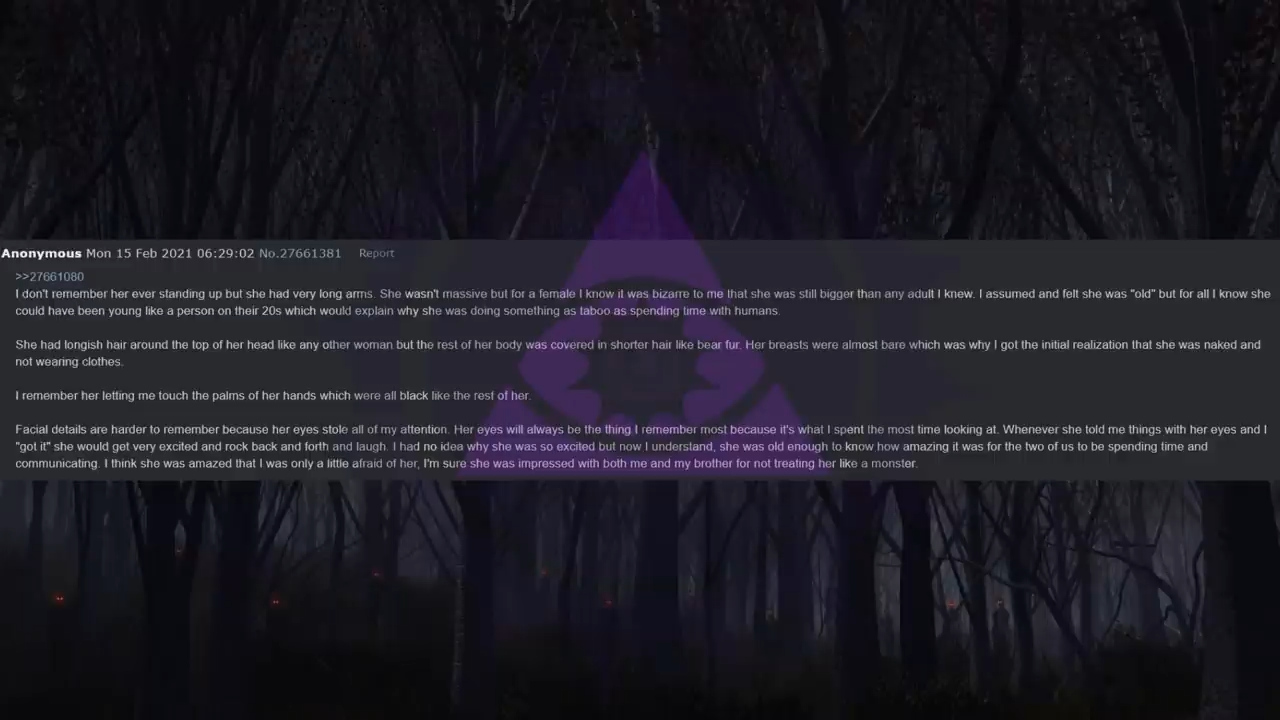 Anonymous Mon 15 Feb 2021 06:29:02 No.27661381 Report
>>27661080
I don't remember her ever standing up but she had very long arms. She wasn't massive but for a female I know it was bizarre to me that she was still bigger than any adult I knew. I assumed and felt she was "old" but for all I know she
could have been young like a person on their 20s which would explain why she was doing something as taboo as spending time with humans.
She had longish hair around the top of her head like any other woman but the rest of her body was covered in shorter hair like bear fur. Her breasts were almost bare which was why I got the initial realization that she was naked and
not wearing clothes.
I remember her letting me touch the palms of her hands which were all black like the rest of her.
Facial details are harder to remember because her eyes stole all of my attention. Her eyes will always be the thing I remember most because it's what I spent the most time looking at. Whenever she told me things with her eyes and I
"got it" she would get very excited and rock back and forth and laugh. I had no idea why she was so excited but now I understand, she was old enough to know how amazing it was for the two of us to be spending time and
communicating. I think she was amazed that I was only a little afraid of her, I'm sure she was impressed with both me and my brother for not treating her like a monster.